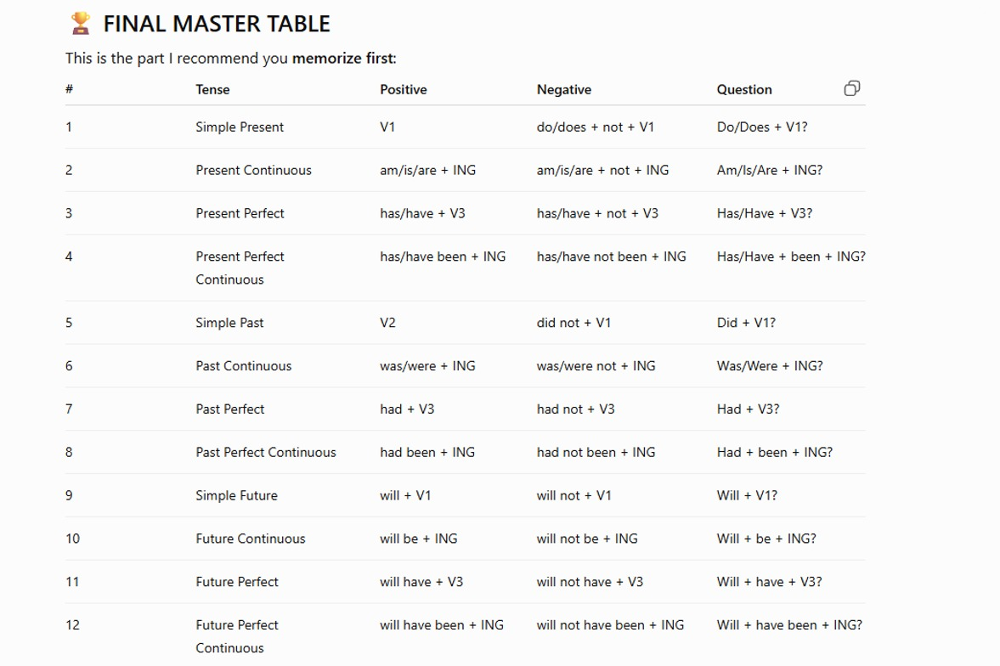 🏆 FINAL MASTER TABLE
This is the part I recommend you memorize first:
# Tense Positive Negative Question
1 Simple Present V1 do/does + not + V1 Do/Does + V1?
2 Present Continuous am/is/are + ING am/is/are + not + ING Am/Is/Are + ING?
3 Present Perfect has/have + V3 has/have + not + V3 Has/Have + V3?
4 Present Perfect has/have been + ING has/have not been + ING Has/Have + been + ING?
Continuous
5 Simple Past V2 did not + V1 Did + V1?
6 Past Continuous was/were + ING was/were not + ING Was/Were + ING?
7 Past Perfect had + V3 had not + V3 Had + V3?
8 Past Perfect Continuous had been + ING had not been + ING Had + been + ING?
9 Simple Future will + V1 will not + V1 Will + V1?
10 Future Continuous will be + ING will not be + ING Will + be + ING?
11 Future Perfect will have + V3 will not have + V3 Will + have + V3?
12 Future Perfect will have been + ING will not have been + ING Will + have been + ING?
Continuous